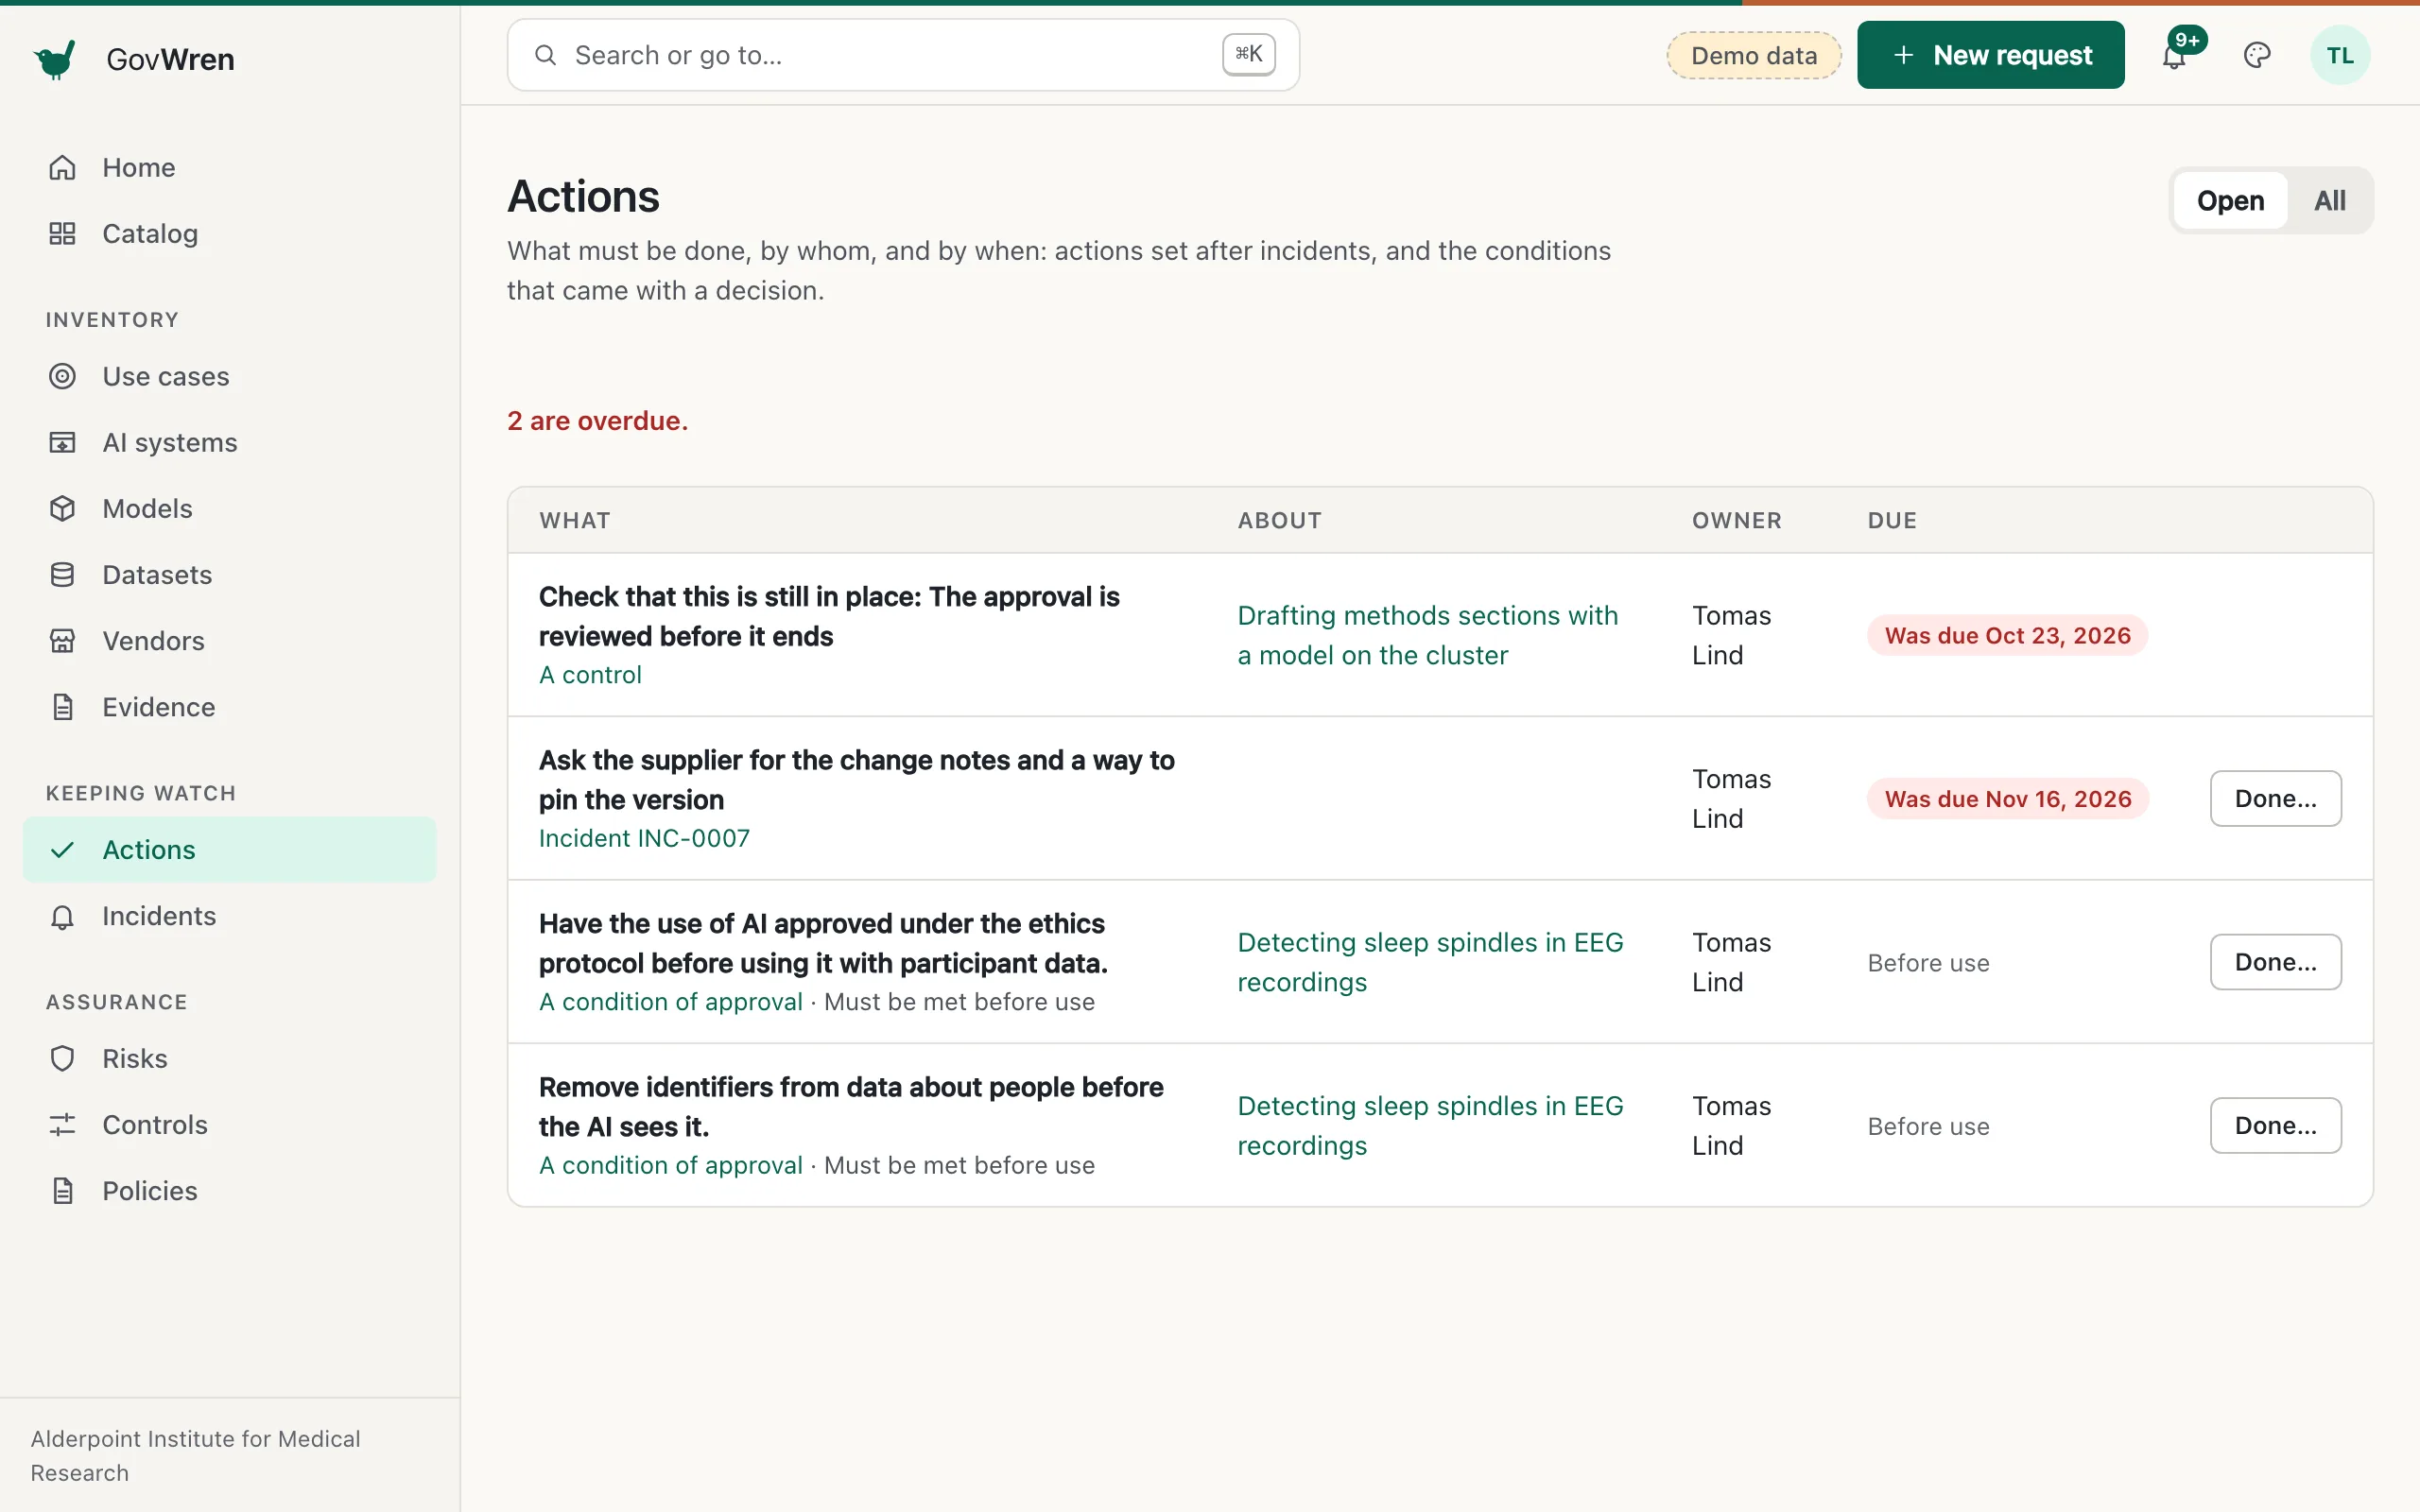 GovWren
Search or go to...
⌘K
Demo data
+ New request
9+
TL
Home
Catalog
INVENTORY
Use cases
AI systems
Models
Datasets
Vendors
Evidence
KEEPING WATCH
Actions
Incidents
ASSURANCE
Risks
Controls
Policies
Alderpoint Institute for Medical
Research
Actions
Open
All
What must be done, by whom, and by when: actions set after incidents, and the conditions
that came with a decision.
2 are overdue.
WHAT ABOUT OWNER DUE
Check that this is still in place: The approval is
reviewed before it ends
A control
Drafting methods sections with
a model on the cluster
Tomas
Lind
Was due Oct 23, 2026
Ask the supplier for the change notes and a way to
pin the version
Incident INC-0007
Tomas
Lind
Was due Nov 16, 2026
Done...
Have the use of AI approved under the ethics
protocol before using it with participant data.
A condition of approval · Must be met before use
Detecting sleep spindles in EEG
recordings
Tomas
Lind
Before use
Done...
Remove identifiers from data about people before
the AI sees it.
A condition of approval · Must be met before use
Detecting sleep spindles in EEG
recordings
Tomas
Lind
Before use
Done...